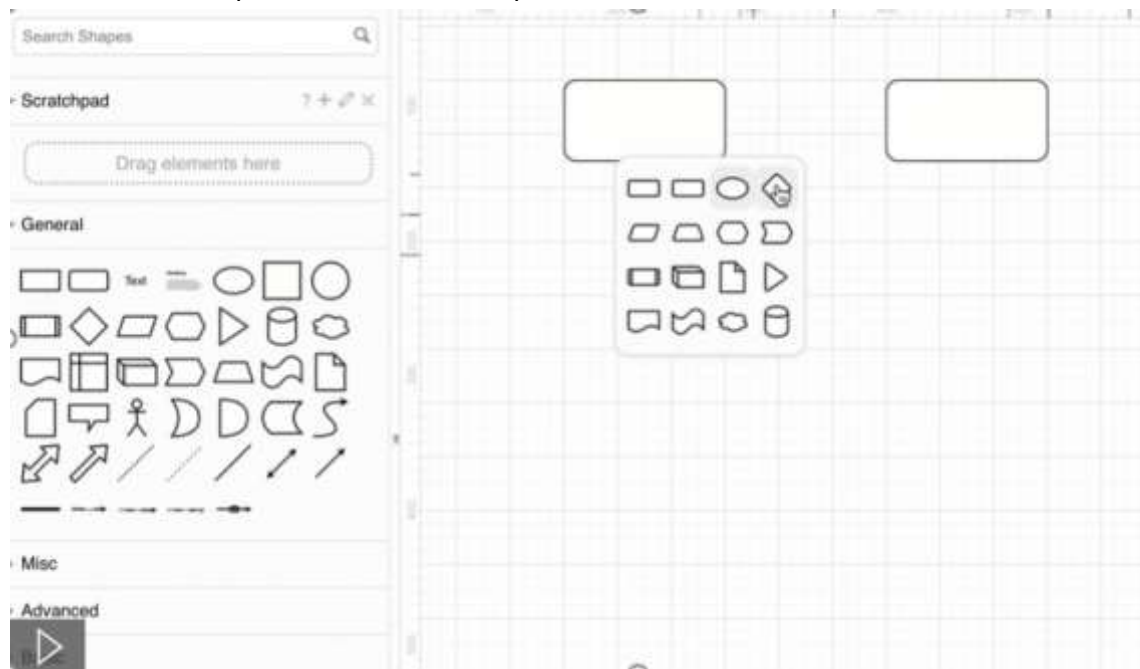 Search Shapes
Scratchpad
? + ×
Drag elements here
General
Text
Misc
Advanced